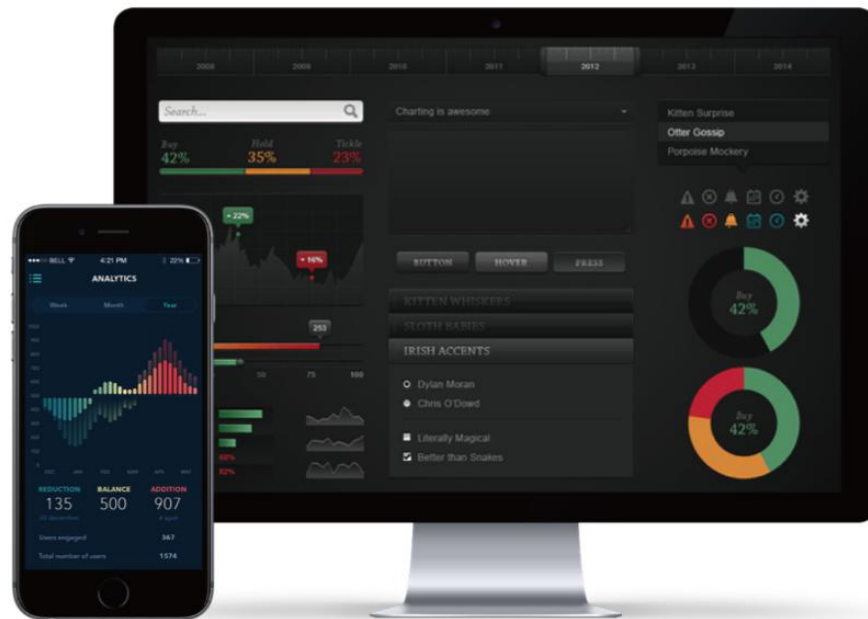 2008 2009 2010 2011 2012 2013 2014
Search...
Buy Hold Tickle
42% 35% 23%
22%
16%
253
50 75 100
68%
82%
Charting is awesome
BUTTON HOVER PRESS
KITTEN WHISKERS
SLOTH BABIES
IRISH ACCENTS
Dylan Moran
Chris O'Dowd
Literally Magical
Better than Snakes
Kitten Surprise
Otter Gossip
Porpoise Mockery
Buy
42%
Buy
42%
BELL 4:21 PM 22%
ANALYTICS
Week Month Year
REDUCTION BALANCE ADDITION
135 500 907
Users engaged 367
Total number of users 1574